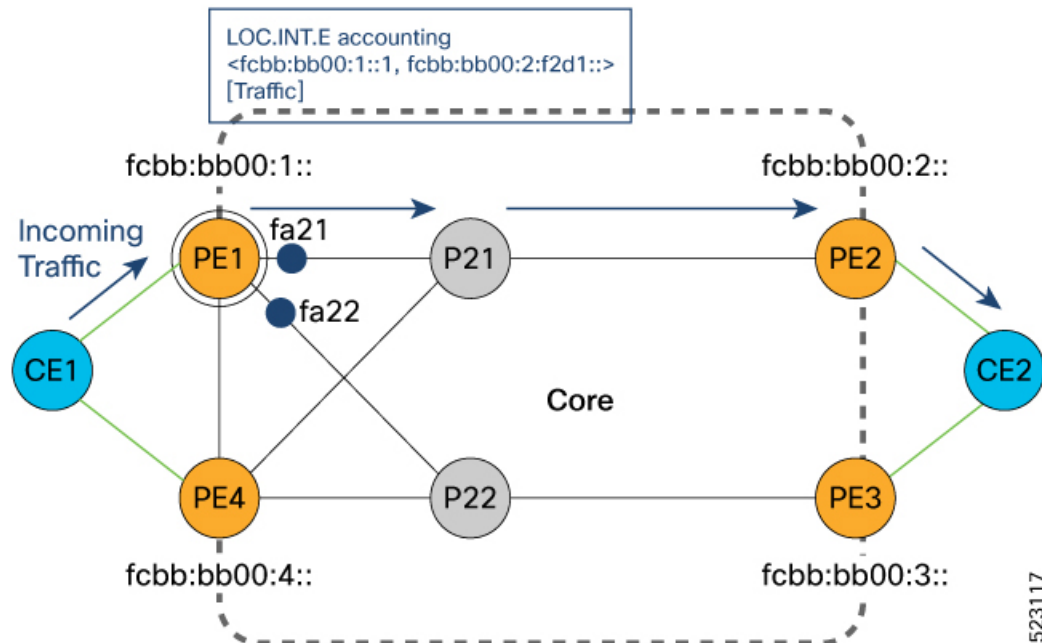 LOC.INT.E accounting
<fcbb:bb00:1::1, fcbb:bb00:2:f2d1::>
[Traffic]
fcbb:bb00:1::
fcbb:bb00:2::
Incoming
Traffic
fa21
PE1
P21
PE2
fa22
CE1
CE2
Core
PE4
P22
PE3
fcbb:bb00:4::
fcbb:bb00:3::
523117